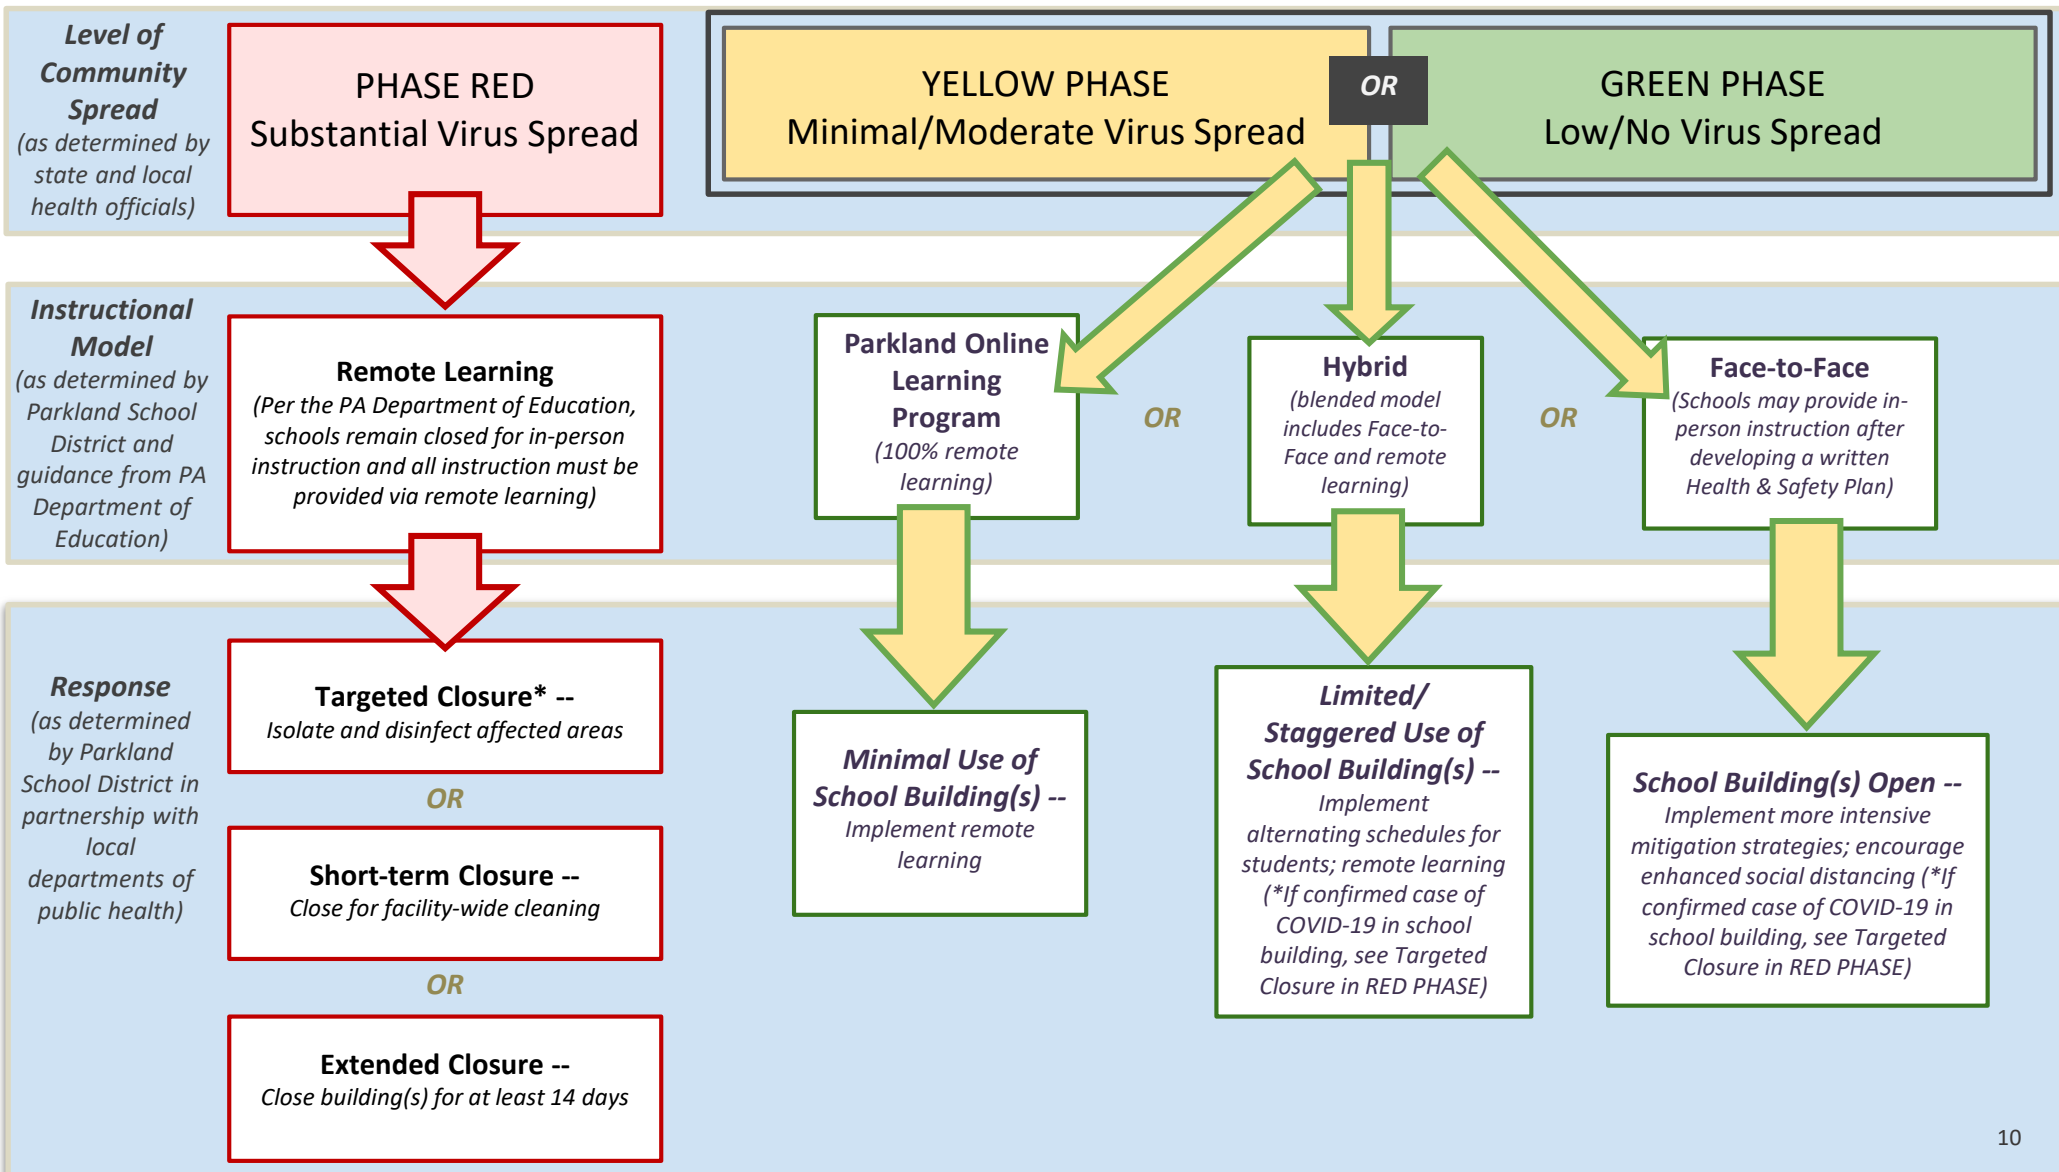 Level of
Community
Spread
(as determined by
state and local
health officials)
PHASE RED
Substantial Virus Spread
YELLOW PHASE
Minimal/Moderate Virus Spread
OR
GREEN PHASE
Low/No Virus Spread
Instructional
Model
(as determined by
Parkland School
District and
guidance from PA
Department of
Education)
Remote Learning
(Per the PA Department of Education,
schools remain closed for in-person
instruction and all instruction must be
provided via remote learning)
Parkland Online
Learning
Program
(100% remote
learning)
OR
Hybrid
(blended model
includes Face-to-
Face and remote
learning)
OR
Face-to-Face
(Schools may provide in-
person instruction after
developing a written
Health & Safety Plan)
Response
(as determined
by Parkland
School District in
partnership with
local
departments of
public health)
Targeted Closure* --
Isolate and disinfect affected areas
OR
Short-term Closure --
Close for facility-wide cleaning
OR
Extended Closure --
Close building(s) for at least 14 days
Minimal Use of
School Building(s) --
Implement remote
learning
Limited/
Staggered Use of
School Building(s) --
Implement
alternating schedules for
students; remote learning
(*If confirmed case of
COVID-19 in school
building, see Targeted
Closure in RED PHASE)
School Building(s) Open --
Implement more intensive
mitigation strategies; encourage
enhanced social distancing (*If
confirmed case of COVID-19 in
school building, see Targeted
Closure in RED PHASE)
10